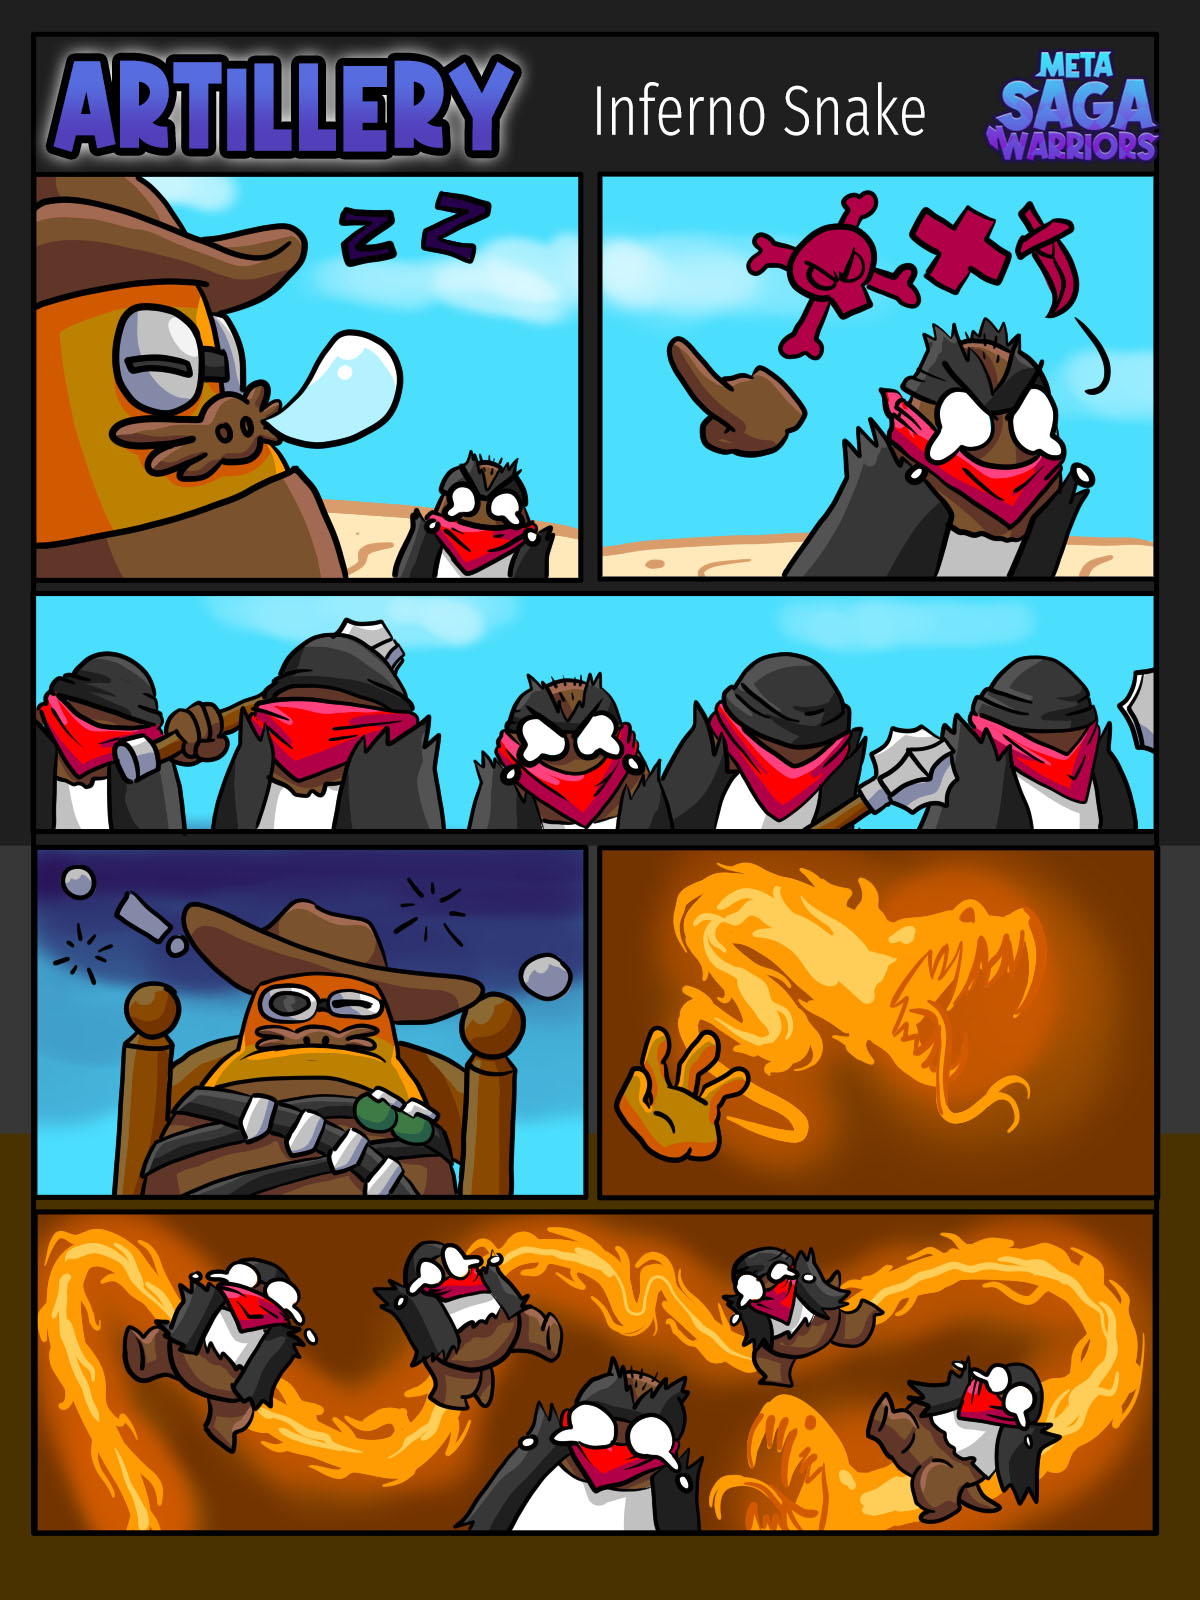 ARTILLERY
Inferno Snake
META
SAGA
WARRIORS
Z Z